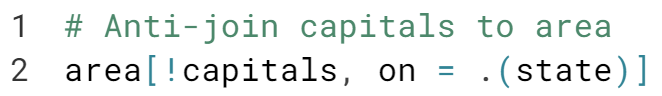 1 # Anti-join capitals to area
2 area[!capitals, on = .(state)]